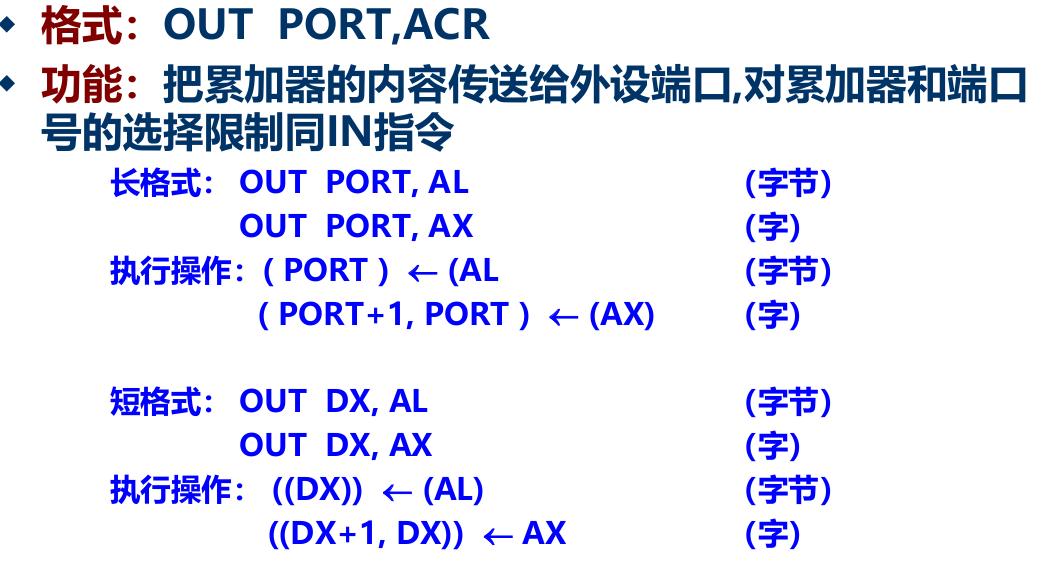 ◆ 格式：OUT PORT,ACR
◆ 功能：把累加器的内容传送给外设端口,对累加器和端口
号的选择限制同IN指令
长格式： OUT PORT, AL （字节）
OUT PORT, AX （字）
执行操作：( PORT ) ← (AL （字节）
( PORT+1, PORT ) ← (AX) （字）
短格式： OUT DX, AL （字节）
OUT DX, AX （字）
执行操作： ((DX)) ← (AL) （字节）
((DX+1, DX)) ← AX （字）